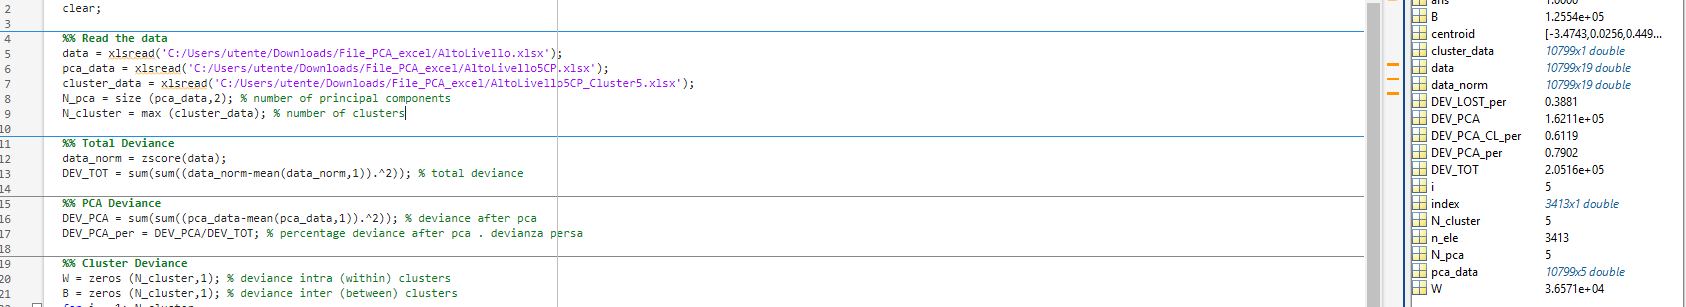 2 clear;
3
4 %% Read the data
5 data = xlsread('C:/Users/utente/Downloads/File_PCA_excel/AltoLivello.xlsx');
6 pca_data = xlsread('C:/Users/utente/Downloads/File_PCA_excel/AltoLivello5CP.xlsx');
7 cluster_data = xlsread('C:/Users/utente/Downloads/File_PCA_excel/AltoLivello5CP_Cluster5.xlsx');
8 N_pca = size (pca_data,2); % number of principal components
9 N_cluster = max (cluster_data); % number of clusters
10
11 %% Total Deviance
12 data_norm = zscore(data);
13 DEV_TOT = sum(sum((data_norm-mean(data_norm,1)).^2)); % total deviance
14
15 %% PCA Deviance
16 DEV_PCA = sum(sum((pca_data-mean(pca_data,1)).^2)); % deviance after pca
17 DEV_PCA_per = DEV_PCA/DEV_TOT; % percentage deviance after pca . devianza persa
18
19 %% Cluster Deviance
20 W = zeros (N_cluster,1); % deviance intra (within) clusters
21 B = zeros (N_cluster,1); % deviance inter (between) clusters
ans 1.0000
B 1.2554e+05
centroid [-3.4743,0.0256,0.449...
cluster_data 10799x1 double
data 10799x19 double
data_norm 10799x19 double
DEV_LOST_per 0.3881
DEV_PCA 1.6211e+05
DEV_PCA_CL_per 0.6119
DEV_PCA_per 0.7902
DEV_TOT 2.0516e+05
i 5
index 3413x1 double
N_cluster 5
n_ele 3413
N_pca 5
pca_data 10799x5 double
W 3.6571e+04